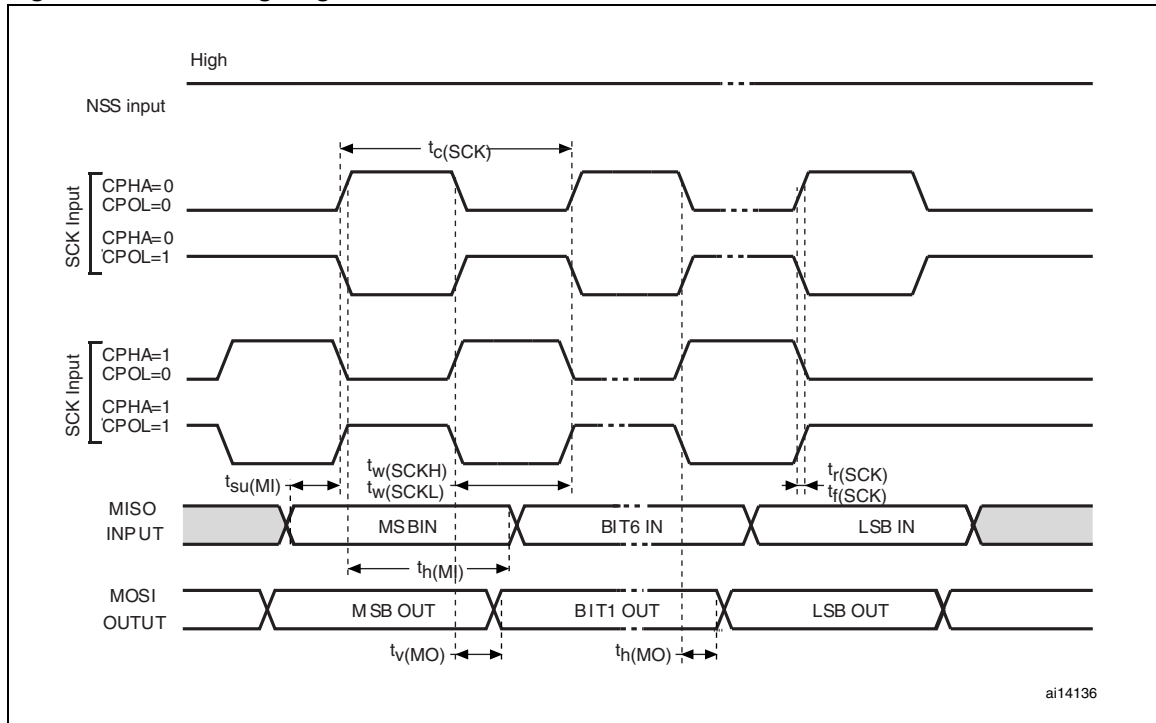 High
NSS input
tc(SCK)
SCK Input
CPHA=0
CPOL=0
CPHA=0
CPOL=1
SCK Input
CPHA=1
CPOL=0
CPHA=1
CPOL=1
tsu(MI)
tw(SCKH)
tw(SCKL)
tr(SCK)
tf(SCK)
MISO
INPUT
MSBIN
BIT6 IN
LSB IN
th(MI)
MOSI
OUTUT
MSB OUT
BIT1 OUT
LSB OUT
tv(MO)
th(MO)
ai14136